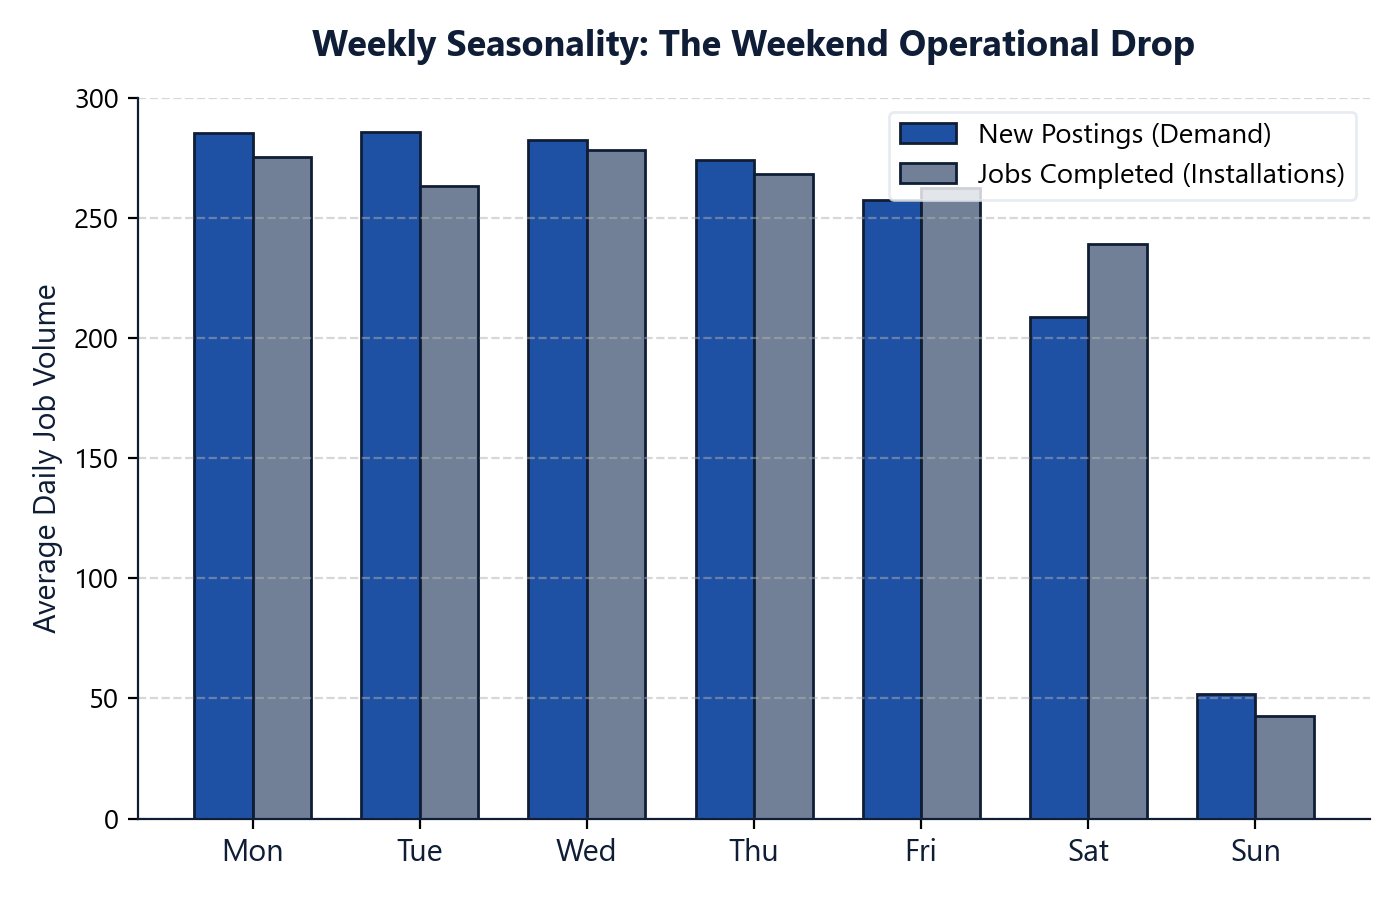 Weekly Seasonality: The Weekend Operational Drop
New Postings (Demand)
Jobs Completed (Installations)
Average Daily Job Volume
300
250
200
150
100
50
0
Mon Tue Wed Thu Fri Sat Sun